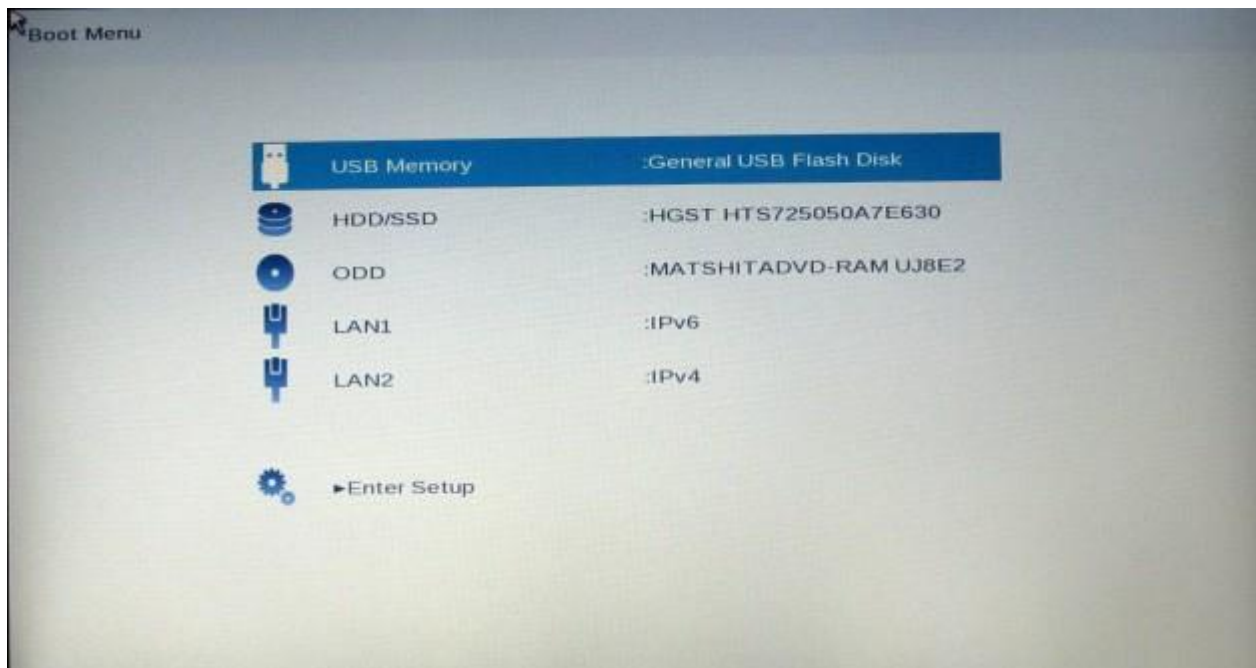 Boot Menu
USB Memory :General USB Flash Disk
HDD/SSD :HGST HTS725050A7E630
ODD :MATSHITADVD-RAM UJ8E2
LAN1 :IPv6
LAN2 :IPv4
►Enter Setup